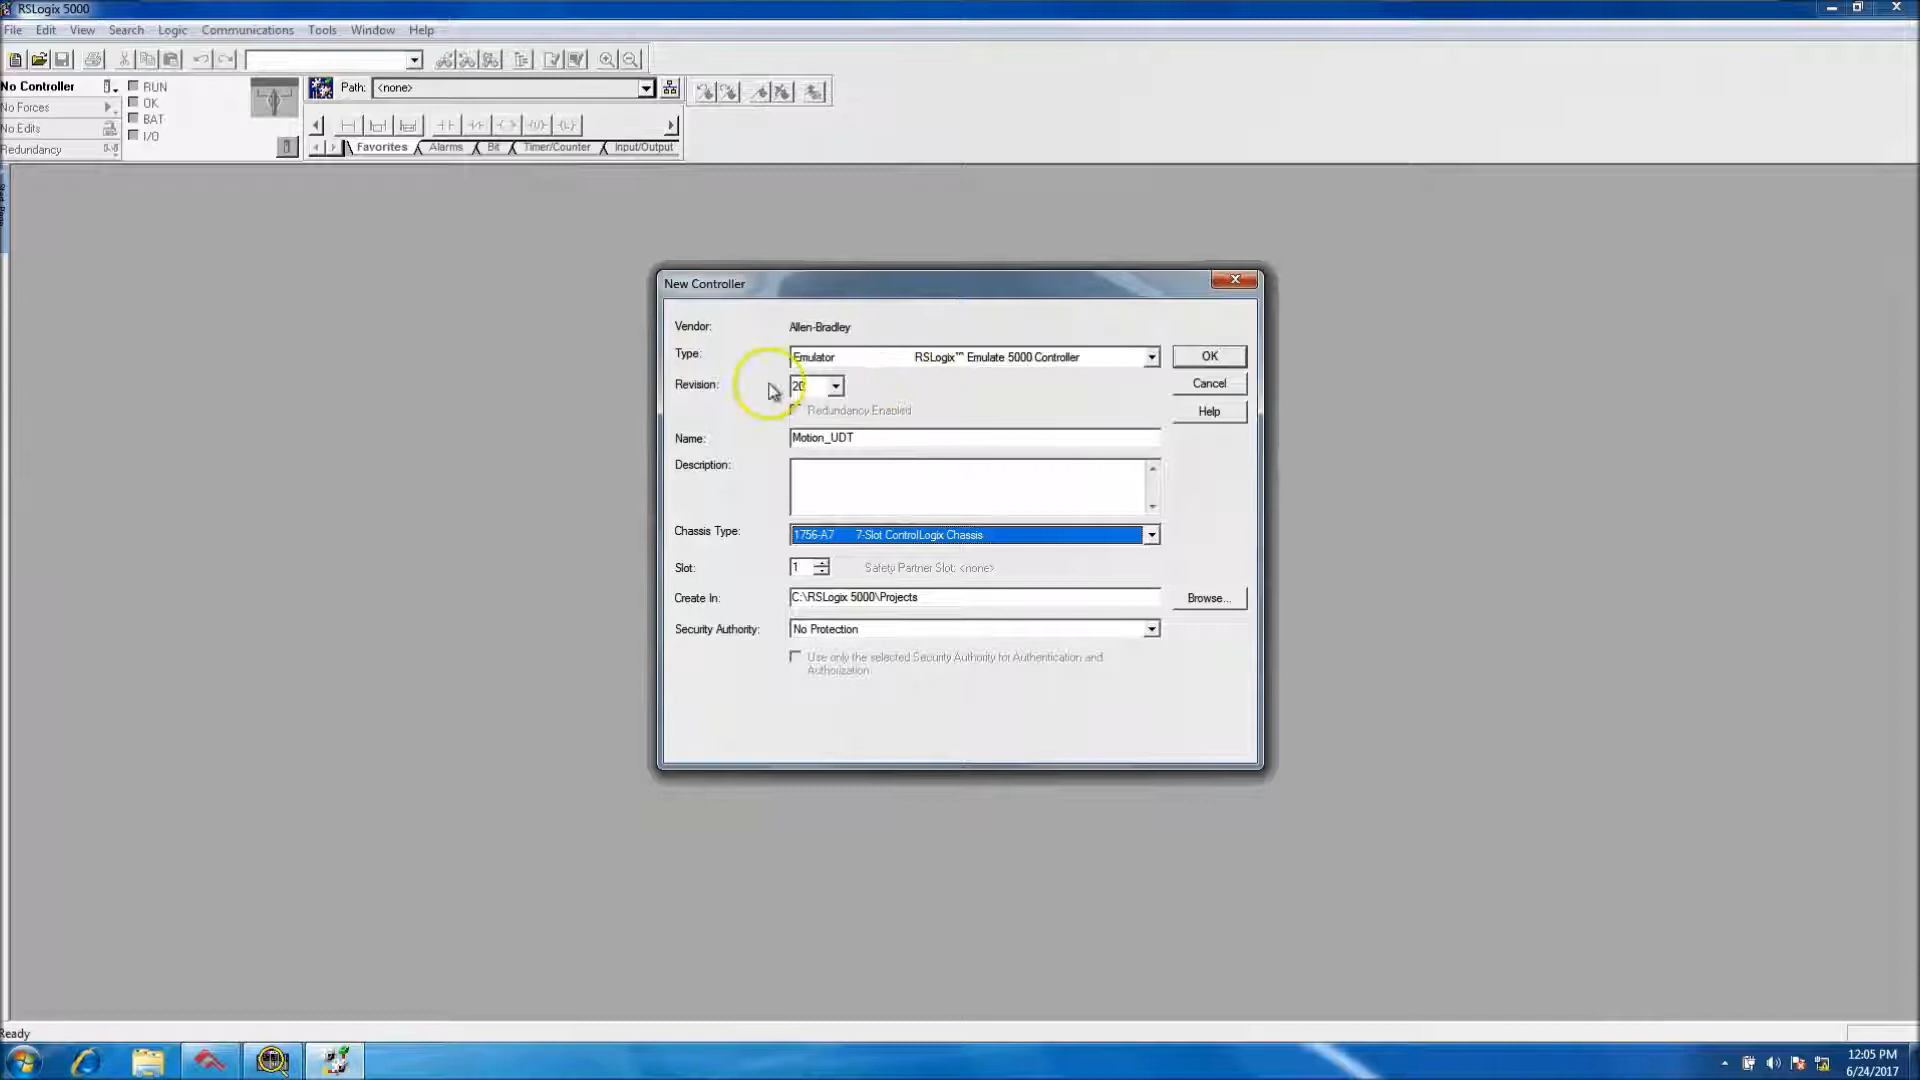 RSLogix 5000
File Edit View Search Logic Communications Tools Window Help
No Controller
RUN
Path: <none>
No Forces
OK
No Edits
BAT
Redundancy
I/O
Favorites Alarms Bit Timer/Counter Input/Output
Start Page
New Controller
Vendor: Allen-Bradley
Type: Emulator RSLogix™ Emulate 5000 Controller
OK
Revision: 20
Cancel
Redundancy Enabled
Help
Name: Motion_UDT
Description:
Chassis Type: 1756-A7 7-Slot ControlLogix Chassis
Slot: 1 Safety Partner Slot: <none>
Create In: C:\RSLogix 5000\Projects Browse...
Security Authority: No Protection
Use only the selected Security Authority for Authentication and
Authorization
Ready
12:05 PM
6/24/2017